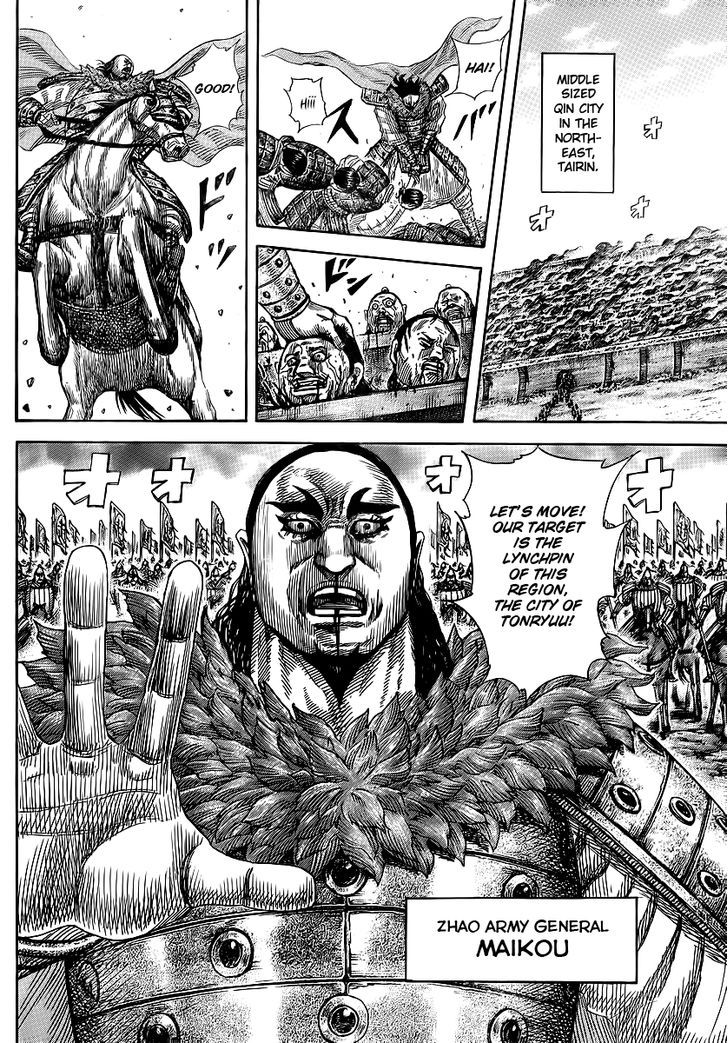 MIDDLE
SIZED
QIN CITY
IN THE
NORTH-
EAST,
TAIRIN.
オ
オ
オ
HAI!
HIII
ズ
バ
GOOD!
ドド
ドッ
オ
オ
オ
オ
LET'S MOVE!
OUR TARGET
IS THE
LYNCHPIN
OF THIS
REGION,
THE CITY OF
TONRYUU!
ZHAO ARMY GENERAL
MAIKOU